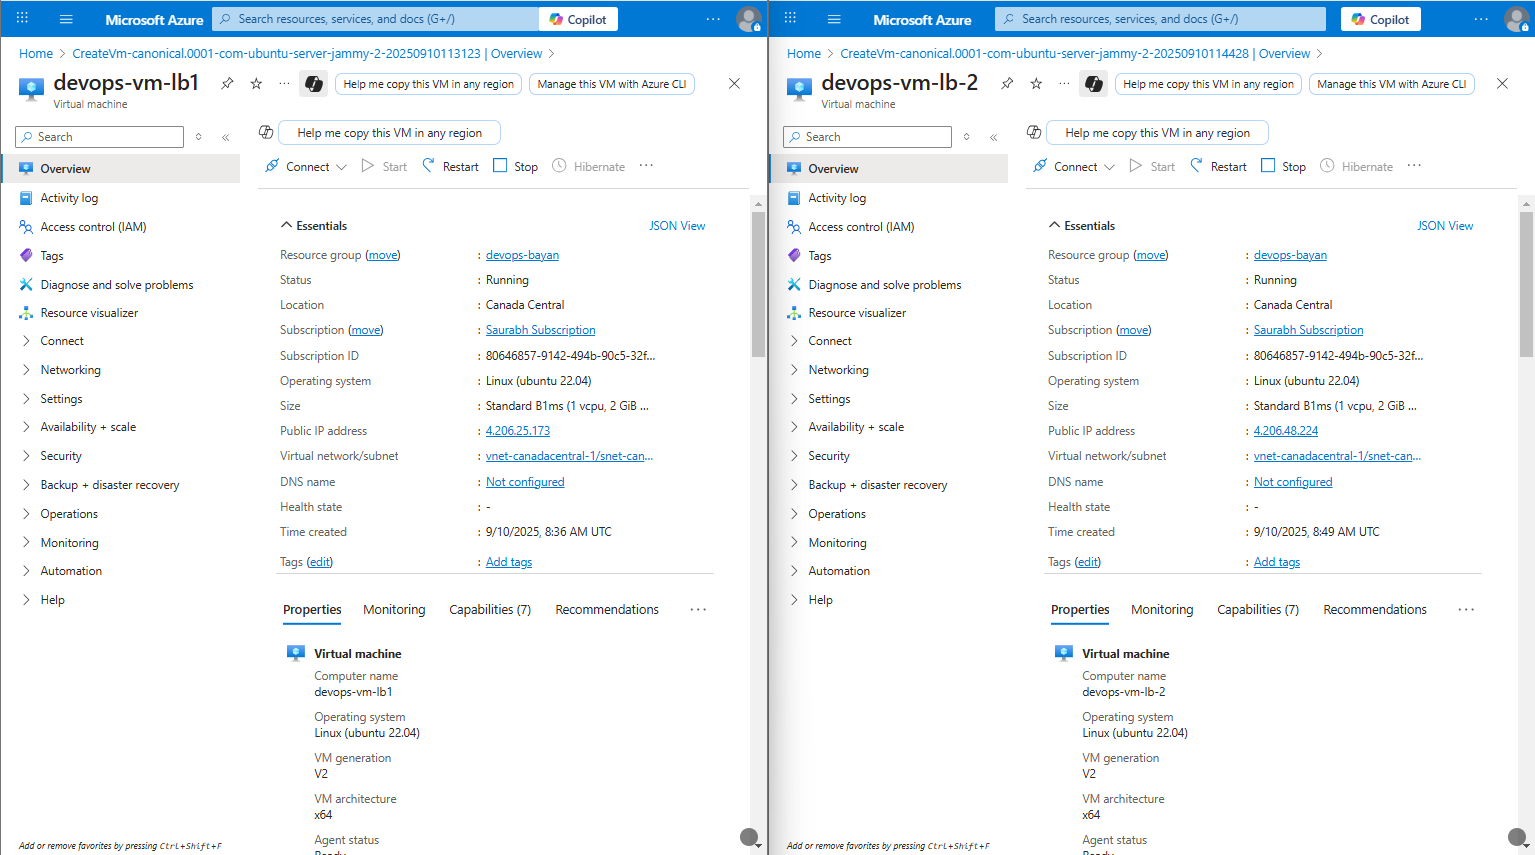 Microsoft Azure
Search resources, services, and docs (G+/)
Copilot
Home > CreateVm-canonical.0001-com-ubuntu-server-jammy-2-20250910113123 | Overview >
devops-vm-lb1
Virtual machine
Help me copy this VM in any region
Manage this VM with Azure CLI
Search
Overview
Activity log
Access control (IAM)
Tags
Diagnose and solve problems
Resource visualizer
Connect
Networking
Settings
Availability + scale
Security
Backup + disaster recovery
Operations
Monitoring
Automation
Help
Add or remove favorites by pressing Ctrl+Shift+F
Help me copy this VM in any region
Connect Start Restart Stop Hibernate ...
Essentials
JSON View
Resource group (move) : devops-bayan
Status : Running
Location : Canada Central
Subscription (move) : Saurabh Subscription
Subscription ID : 80646857-9142-494b-90c5-32f...
Operating system : Linux (ubuntu 22.04)
Size : Standard B1ms (1 vcpu, 2 GiB ...
Public IP address : 4.206.25.173
Virtual network/subnet : vnet-canadacentral-1/snet-can...
DNS name : Not configured
Health state : -
Time created : 9/10/2025, 8:36 AM UTC
Tags (edit) : Add tags
Properties Monitoring Capabilities (7) Recommendations ...
Virtual machine
Computer name
devops-vm-lb1
Operating system
Linux (ubuntu 22.04)
VM generation
V2
VM architecture
x64
Agent status
Ready
Microsoft Azure
Search resources, services, and docs (G+/)
Copilot
Home > CreateVm-canonical.0001-com-ubuntu-server-jammy-2-20250910114428 | Overview >
devops-vm-lb-2
Virtual machine
Help me copy this VM in any region
Manage this VM with Azure CLI
Search
Overview
Activity log
Access control (IAM)
Tags
Diagnose and solve problems
Resource visualizer
Connect
Networking
Settings
Availability + scale
Security
Backup + disaster recovery
Operations
Monitoring
Automation
Help
Add or remove favorites by pressing Ctrl+Shift+F
Help me copy this VM in any region
Connect Start Restart Stop Hibernate ...
Essentials
JSON View
Resource group (move) : devops-bayan
Status : Running
Location : Canada Central
Subscription (move) : Saurabh Subscription
Subscription ID : 80646857-9142-494b-90c5-32f...
Operating system : Linux (ubuntu 22.04)
Size : Standard B1ms (1 vcpu, 2 GiB ...
Public IP address : 4.206.48.224
Virtual network/subnet : vnet-canadacentral-1/snet-can...
DNS name : Not configured
Health state : -
Time created : 9/10/2025, 8:49 AM UTC
Tags (edit) : Add tags
Properties Monitoring Capabilities (7) Recommendations ...
Virtual machine
Computer name
devops-vm-lb-2
Operating system
Linux (ubuntu 22.04)
VM generation
V2
VM architecture
x64
Agent status
Ready